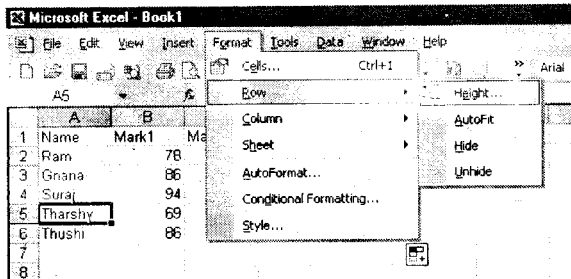 Microsoft Excel - Book1
File Edit View Insert Format Tools Data Window Help
Cells... Ctrl+1
» Arial
A5
Row
Height...
A B
Column
AutoFit
1 Name Mark1 Ma
Sheet
Hide
2 Ram 78
AutoFormat...
Unhide
3 Gnana 86
Conditional Formatting...
4 Suraj 94
Style...
5 Tharshy 69
6 Thushi 86
7
8